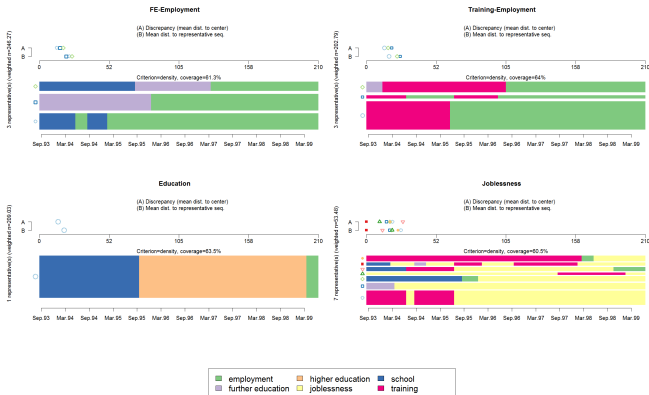 FE-Employment
(A) Discrepancy (mean dist. to center)
(B) Mean dist. to representative seq.
A
B
0 52 105 158 210
Criterion=density, coverage=61.3%
3 representative(s) (weighted n=246.27)
Sep.93 Mar.94 Sep.94 Mar.95 Sep.95 Mar.96 Sep.96 Mar.97 Sep.97 Mar.98 Sep.98 Mar.99
Training-Employment
(A) Discrepancy (mean dist. to center)
(B) Mean dist. to representative seq.
A
B
0 52 105 158 210
Criterion=density, coverage=64%
3 representative(s) (weighted n=202.79)
Sep.93 Mar.94 Sep.94 Mar.95 Sep.95 Mar.96 Sep.96 Mar.97 Sep.97 Mar.98 Sep.98 Mar.99
Education
(A) Discrepancy (mean dist. to center)
(B) Mean dist. to representative seq.
A
B
0 52 105 158 210
Criterion=density, coverage=63.5%
1 representative(s) (weighted n=209.03)
Sep.93 Mar.94 Sep.94 Mar.95 Sep.95 Mar.96 Sep.96 Mar.97 Sep.97 Mar.98 Sep.98 Mar.99
Joblessness
(A) Discrepancy (mean dist. to center)
(B) Mean dist. to representative seq.
A
B
0 52 105 158 210
Criterion=density, coverage=60.5%
7 representative(s) (weighted n=53.48)
Sep.93 Mar.94 Sep.94 Mar.95 Sep.95 Mar.96 Sep.96 Mar.97 Sep.97 Mar.98 Sep.98 Mar.99
employment higher education school
further education joblessness training